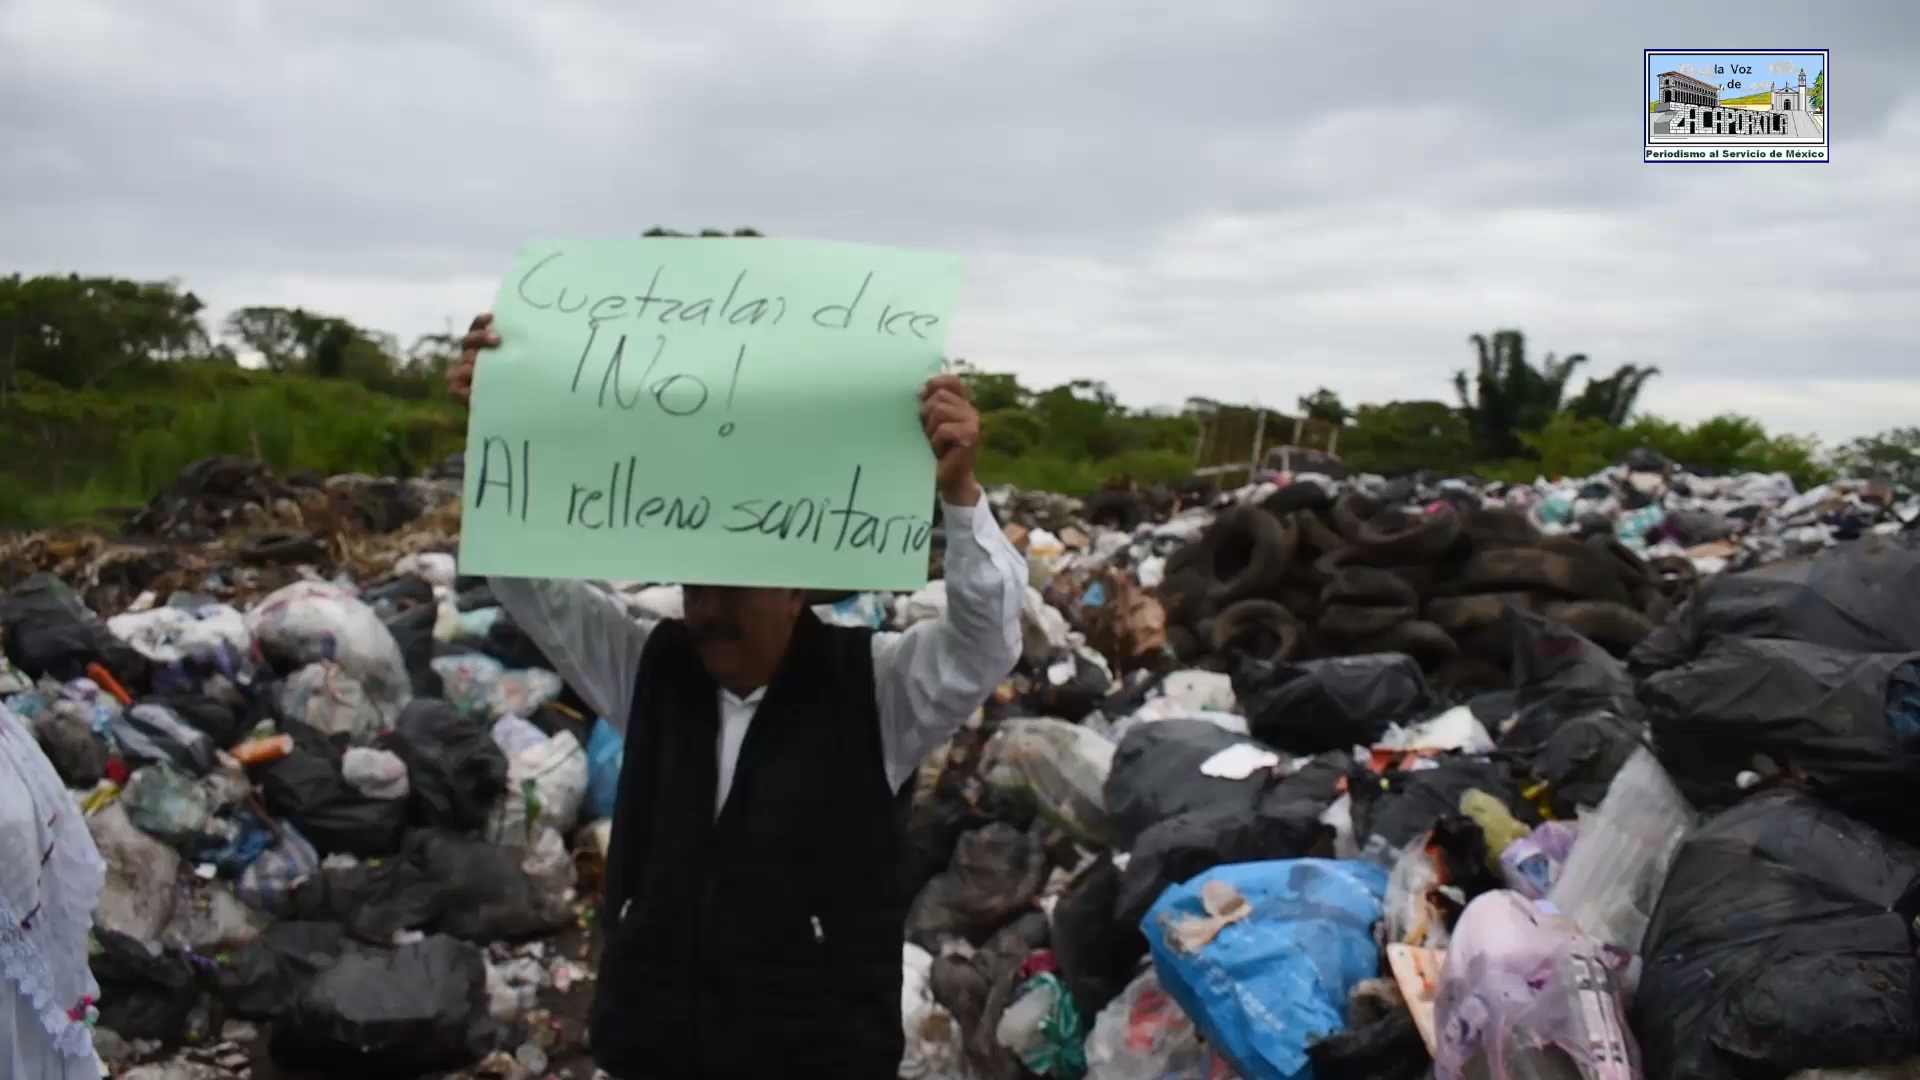 la Voz
de
ZACAPOAXTLA
Periodismo al Servicio de México
Cuetzalan dice
¡No!
Al relleno sanitario